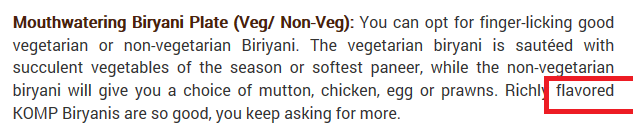 Mouthwatering Biryani Plate (Veg/ Non-Veg): You can opt for finger-licking good
vegetarian or non-vegetarian Biriyani. The vegetarian biryani is sautéed with
succulent vegetables of the season or softest paneer, while the non-vegetarian
biryani will give you a choice of mutton, chicken, egg or prawns. Richly flavored
KOMP Biryanis are so good, you keep asking for more.